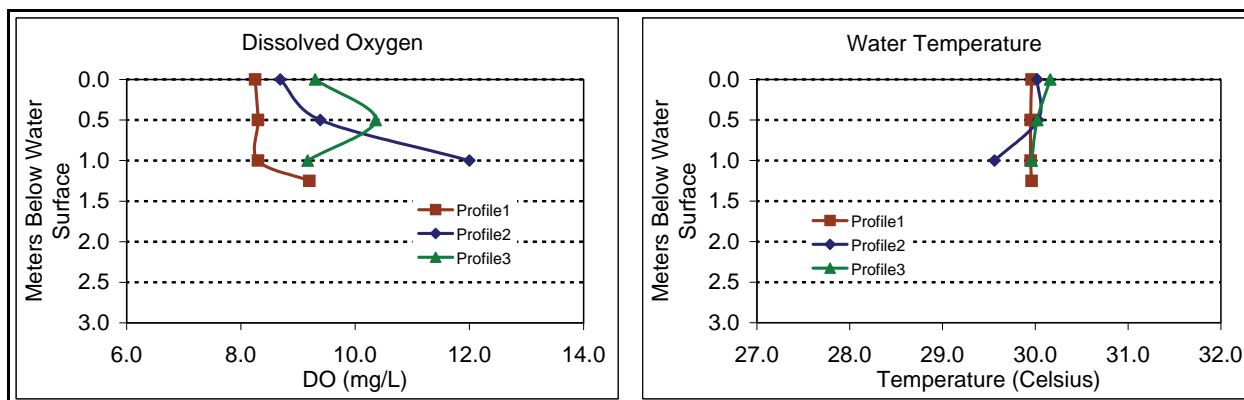 Dissolved Oxygen
0.0
0.5
1.0
1.5
2.0
2.5
3.0
6.0 8.0 10.0 12.0 14.0
DO (mg/L)
Meters Below Water
Surface
Profile1
Profile2
Profile3
Water Temperature
0.0
0.5
1.0
1.5
2.0
2.5
3.0
27.0 28.0 29.0 30.0 31.0 32.0
Temperature (Celsius)
Meters Below Water
Surface
Profile1
Profile2
Profile3